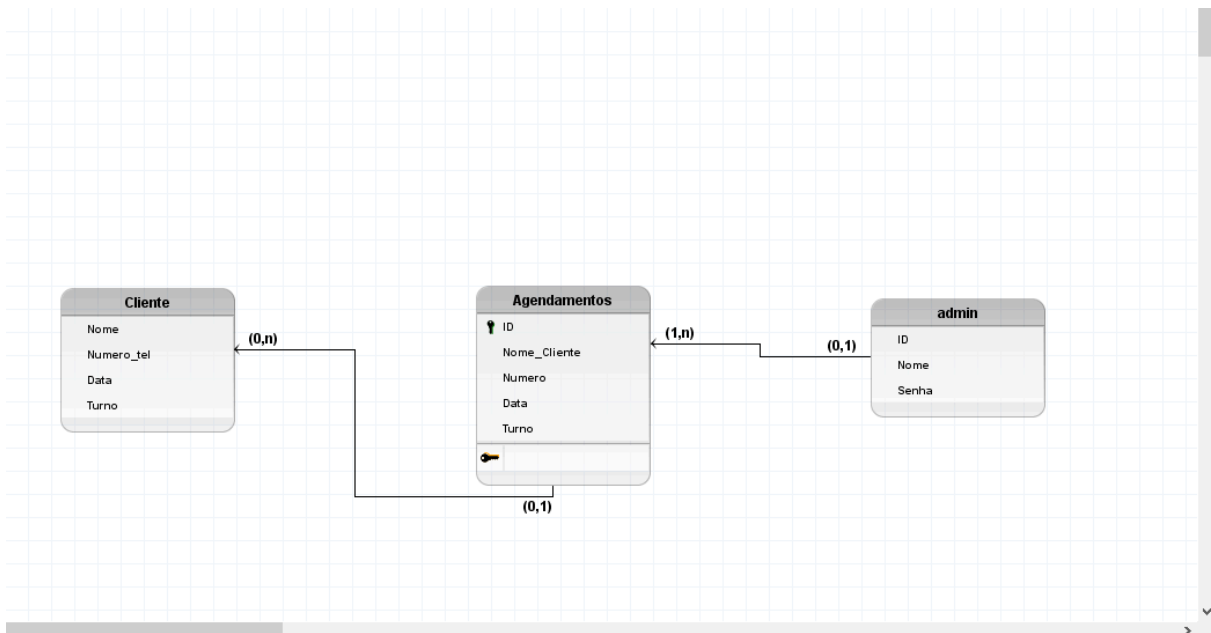 Cliente
Nome
Numero_tel
Data
Turno
(0,n)
Agendamentos
ID
Nome_Cliente
Numero
Data
Turno
(0,1)
(1,n)
(0,1)
admin
ID
Nome
Senha